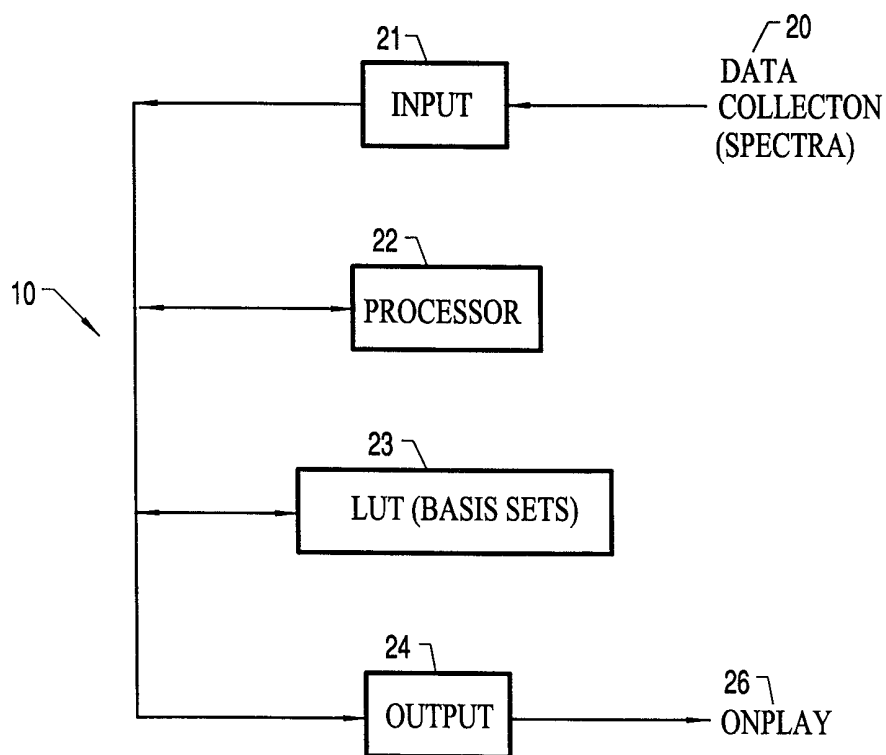 21
INPUT
20
DATA
COLLECTON
(SPECTRA)
22
PROCESSOR
10
23
LUT (BASIS SETS)
24
OUTPUT
26
ONPLAY